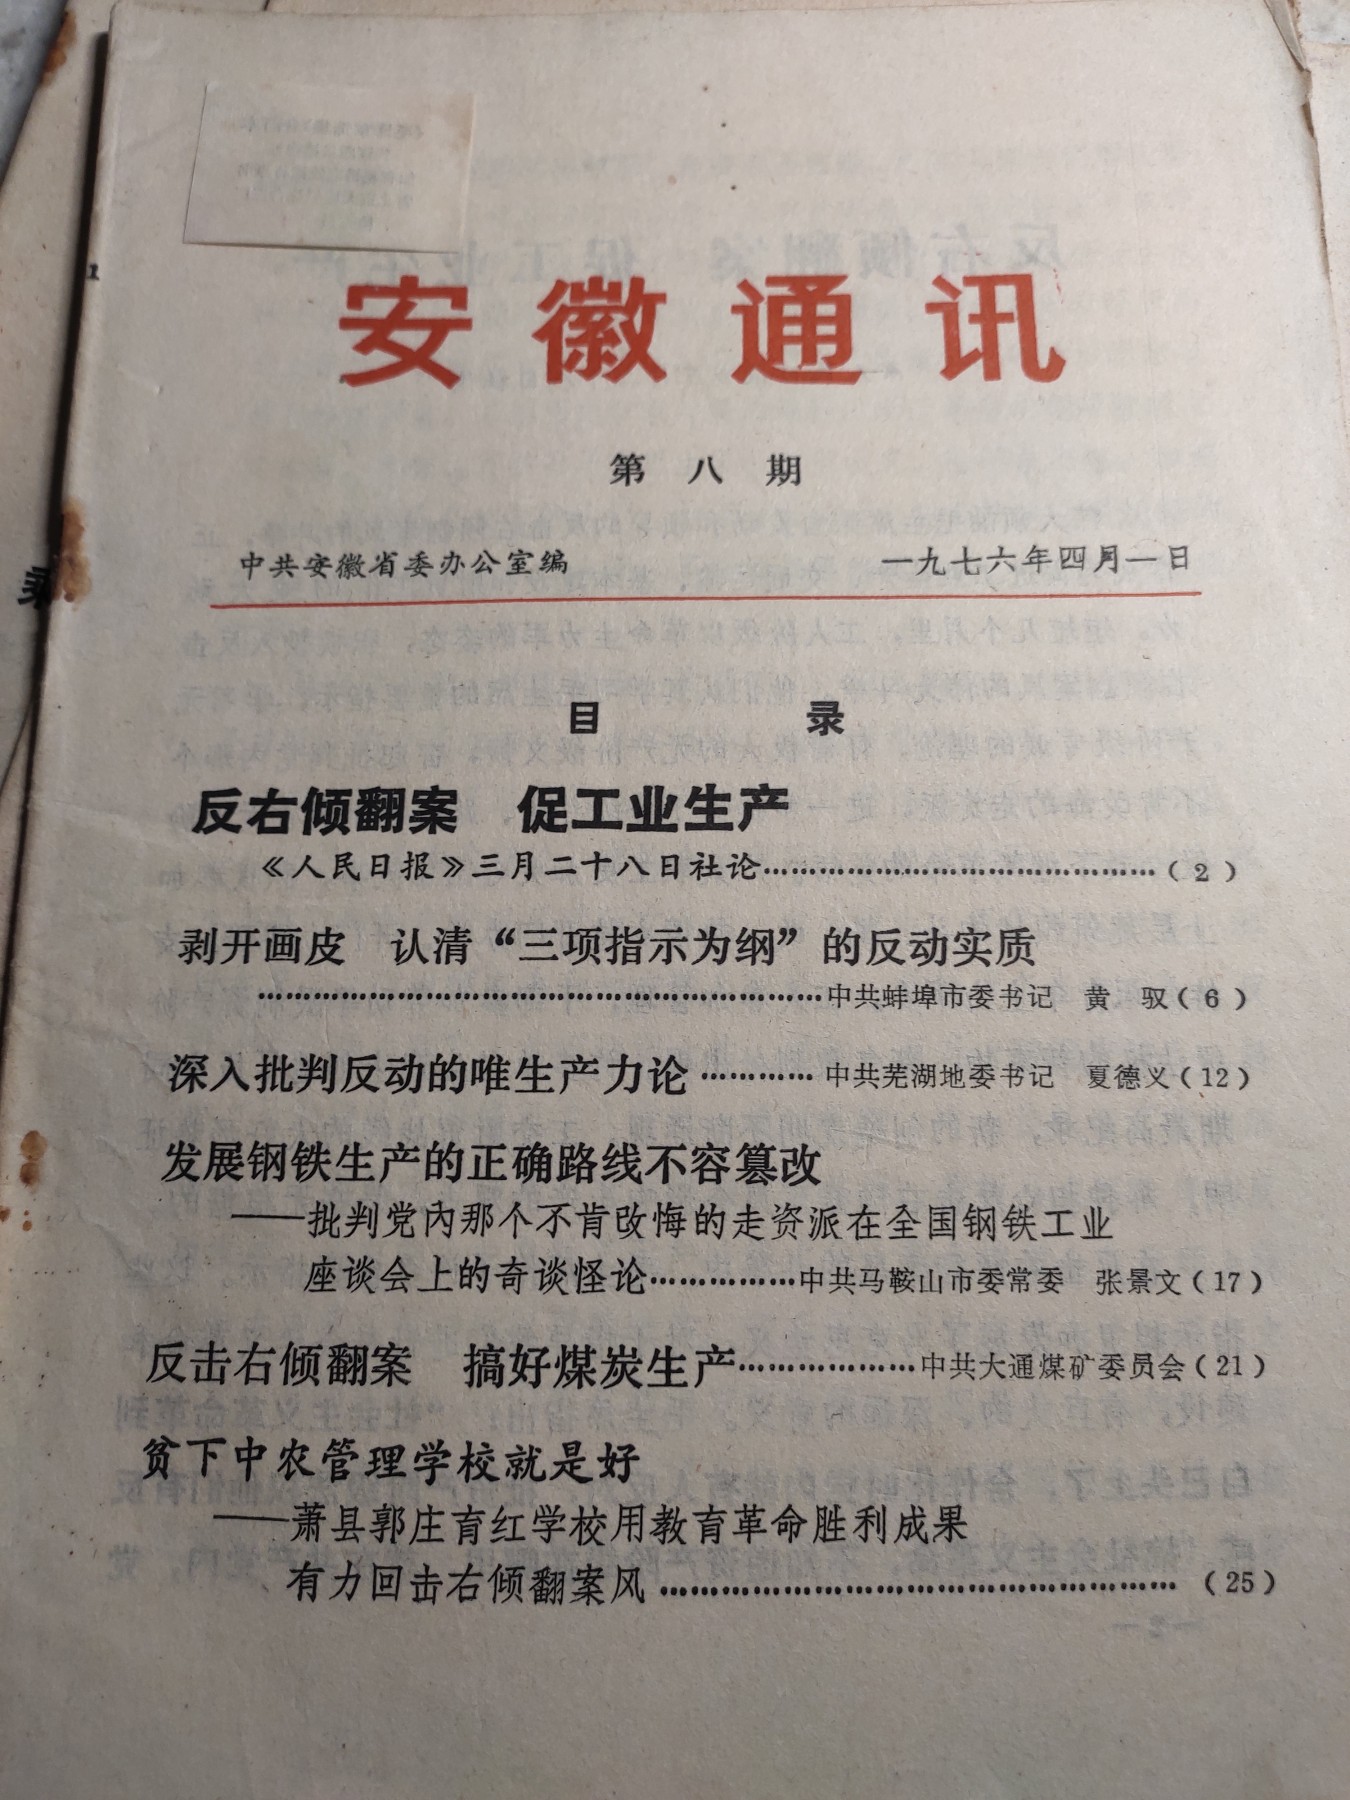 安徽通讯
第八期
中共安徽省委办公室编 一九七六年四月一日
目 录
反右倾翻案 促工业生产
《人民日报》三月二十八日社论……………………………………(2)
剥开画皮 认清“三项指示为纲”的反动实质
……………………………………………………中共蚌埠市委书记 黄 驭(6)
深入批判反动的唯生产力论…………中共芜湖地委书记 夏德义(12)
发展钢铁生产的正确路线不容篡改
——批判党内那个不肯改悔的走资派在全国钢铁工业
座谈会上的奇谈怪论……………中共马鞍山市委常委 张景文(17)
反击右倾翻案 搞好煤炭生产………………中共大通煤矿委员会(21)
贫下中农管理学校就是好
——萧县郭庄育红学校用教育革命胜利成果
有力回击右倾翻案风………………………………………………(25)